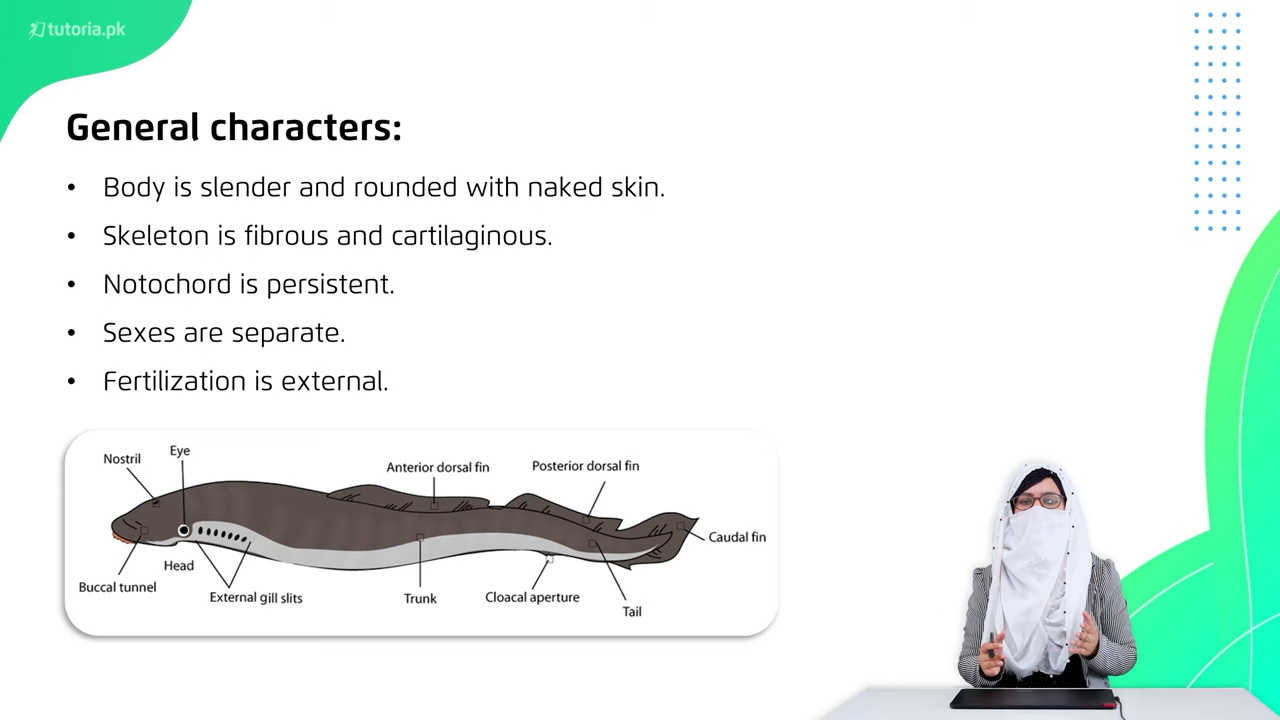 tutoria.pk
General characters:
• Body is slender and rounded with naked skin.
• Skeleton is fibrous and cartilaginous.
• Notochord is persistent.
• Sexes are separate.
• Fertilization is external.
Nostril
Eye
Anterior dorsal fin
Posterior dorsal fin
Caudal fin
Head
Buccal tunnel
External gill slits
Trunk
Cloacal aperture
Tail